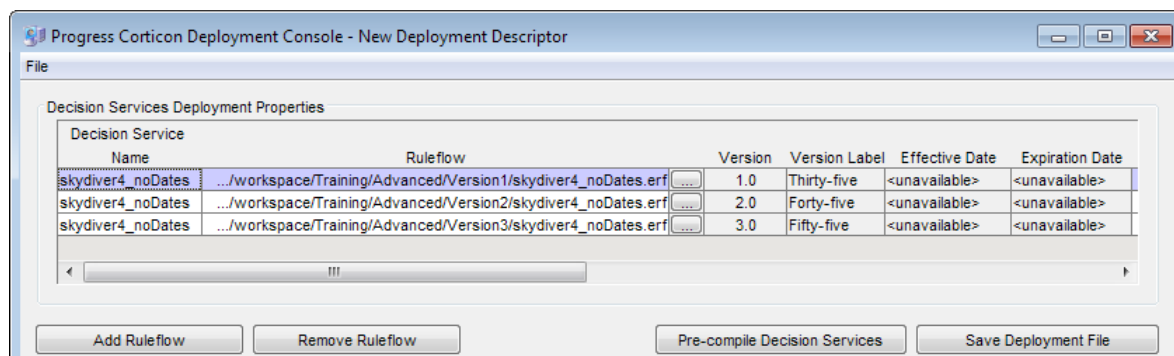 Progress Corticon Deployment Console - New Deployment Descriptor
File
Decision Services Deployment Properties
Decision Service
Name Ruleflow Version Version Label Effective Date Expiration Date
skydiver4_noDates .../workspace/Training/Advanced/Version1/skydiver4_noDates.erf ... 1.0 Thirty-five <unavailable> <unavailable>
skydiver4_noDates .../workspace/Training/Advanced/Version2/skydiver4_noDates.erf ... 2.0 Forty-five <unavailable> <unavailable>
skydiver4_noDates .../workspace/Training/Advanced/Version3/skydiver4_noDates.erf ... 3.0 Fifty-five <unavailable> <unavailable>
Add Ruleflow Remove Ruleflow Pre-compile Decision Services Save Deployment File